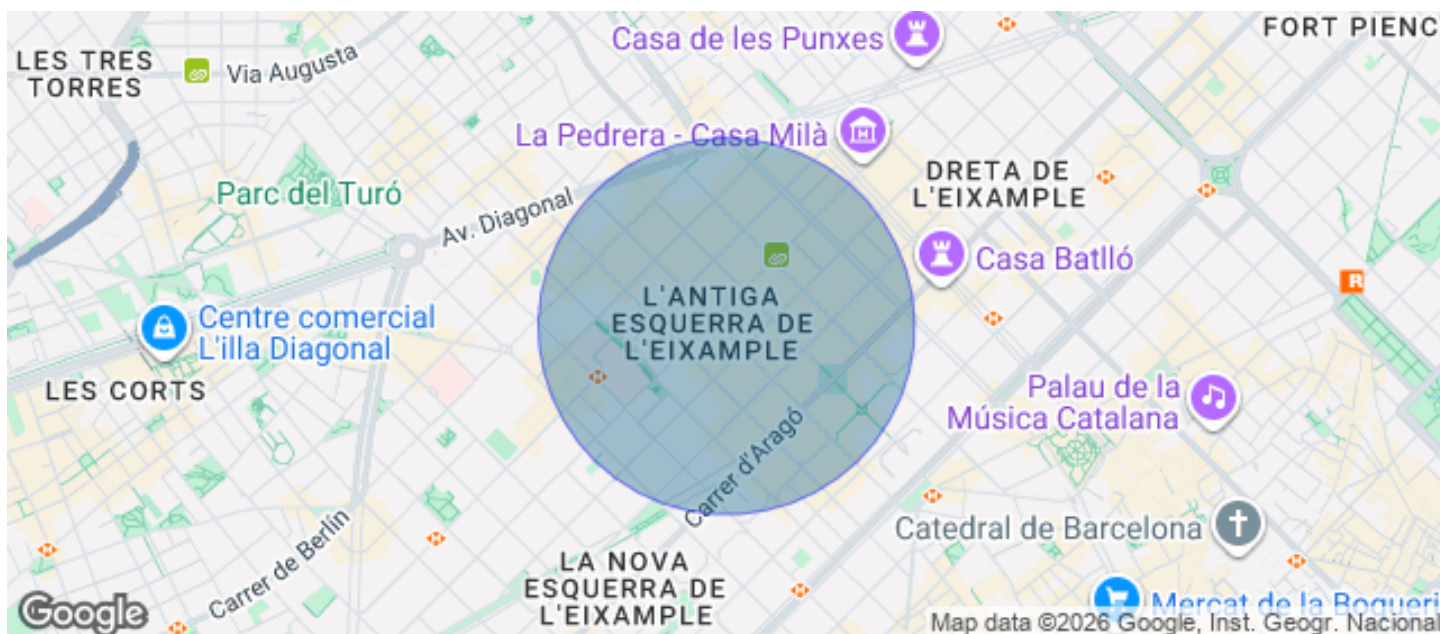 Casa de les Punxes
FORT PIENC
LES TRES
TORRES
Via Augusta
La Pedrera - Casa Milà
DRETA DE
L'EIXAMPLE
Parc del Turó
Av. Diagonal
Casa Batlló
R
L'ANTIGA
ESQUERRA DE
L'EIXAMPLE
Centre comercial
L'illa Diagonal
LES CORTS
Palau de la
Música Catalana
Carrer d'Aragó
Catedral de Barcelona
Carrer de Berlín
LA NOVA
ESQUERRA DE
L'EIXAMPLE
Mercat de la Boqueri
Google
Map data ©2026 Google, Inst. Geogr. Nacional